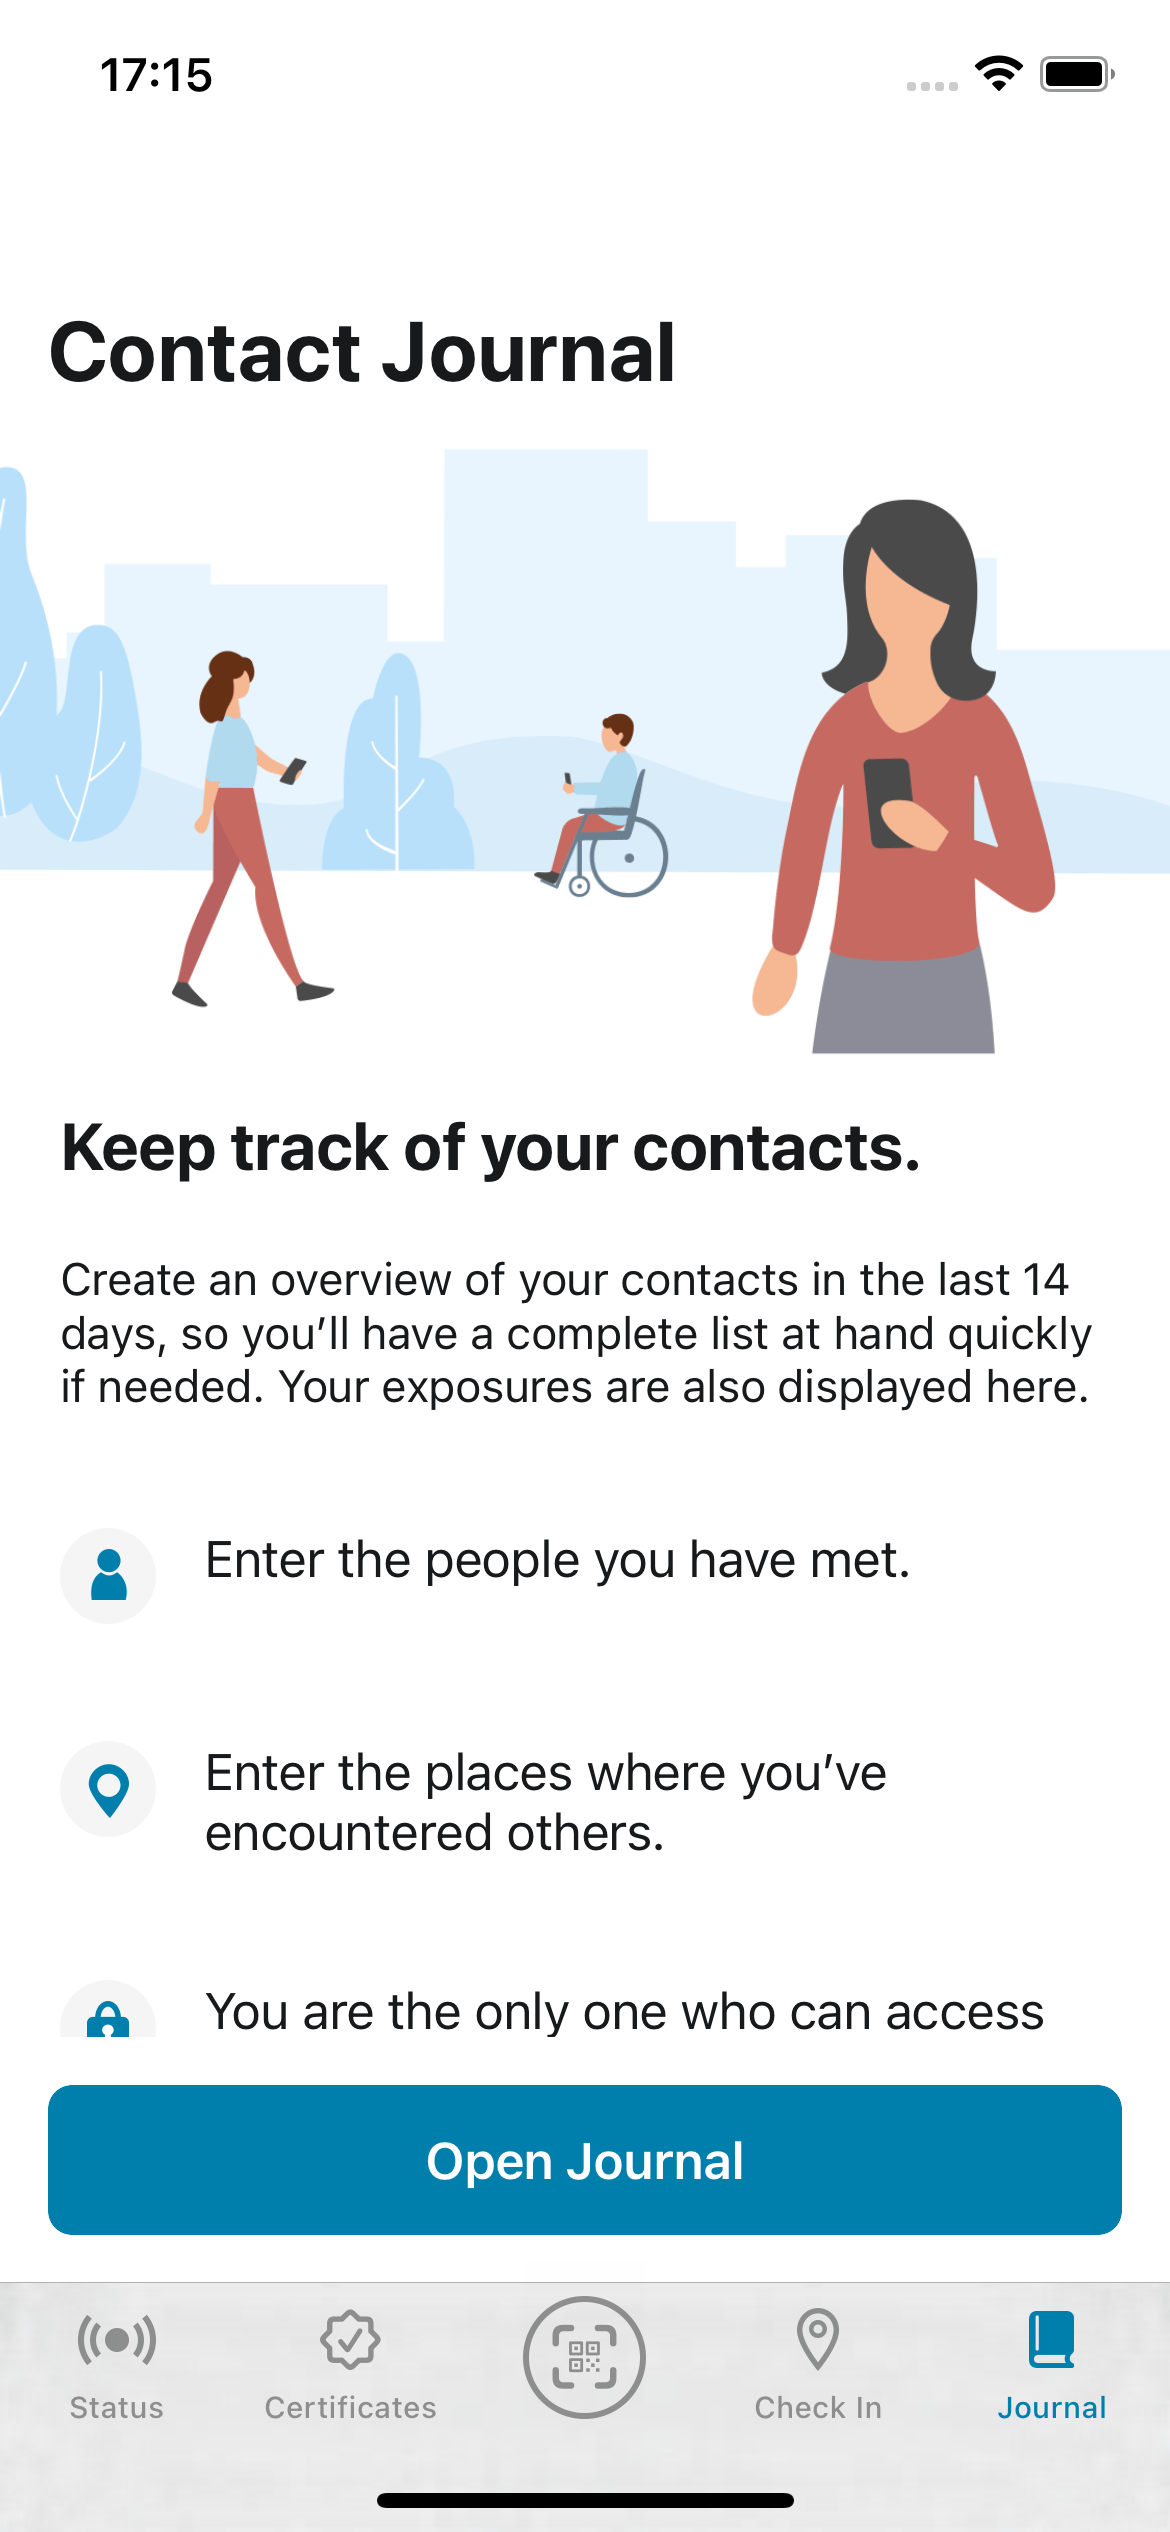 17:15
Contact Journal
Keep track of your contacts.
Create an overview of your contacts in the last 14
days, so you’ll have a complete list at hand quickly
if needed. Your exposures are also displayed here.
Enter the people you have met.
Enter the places where you’ve
encountered others.
You are the only one who can access
Open Journal
Status
Certificates
Check In
Journal